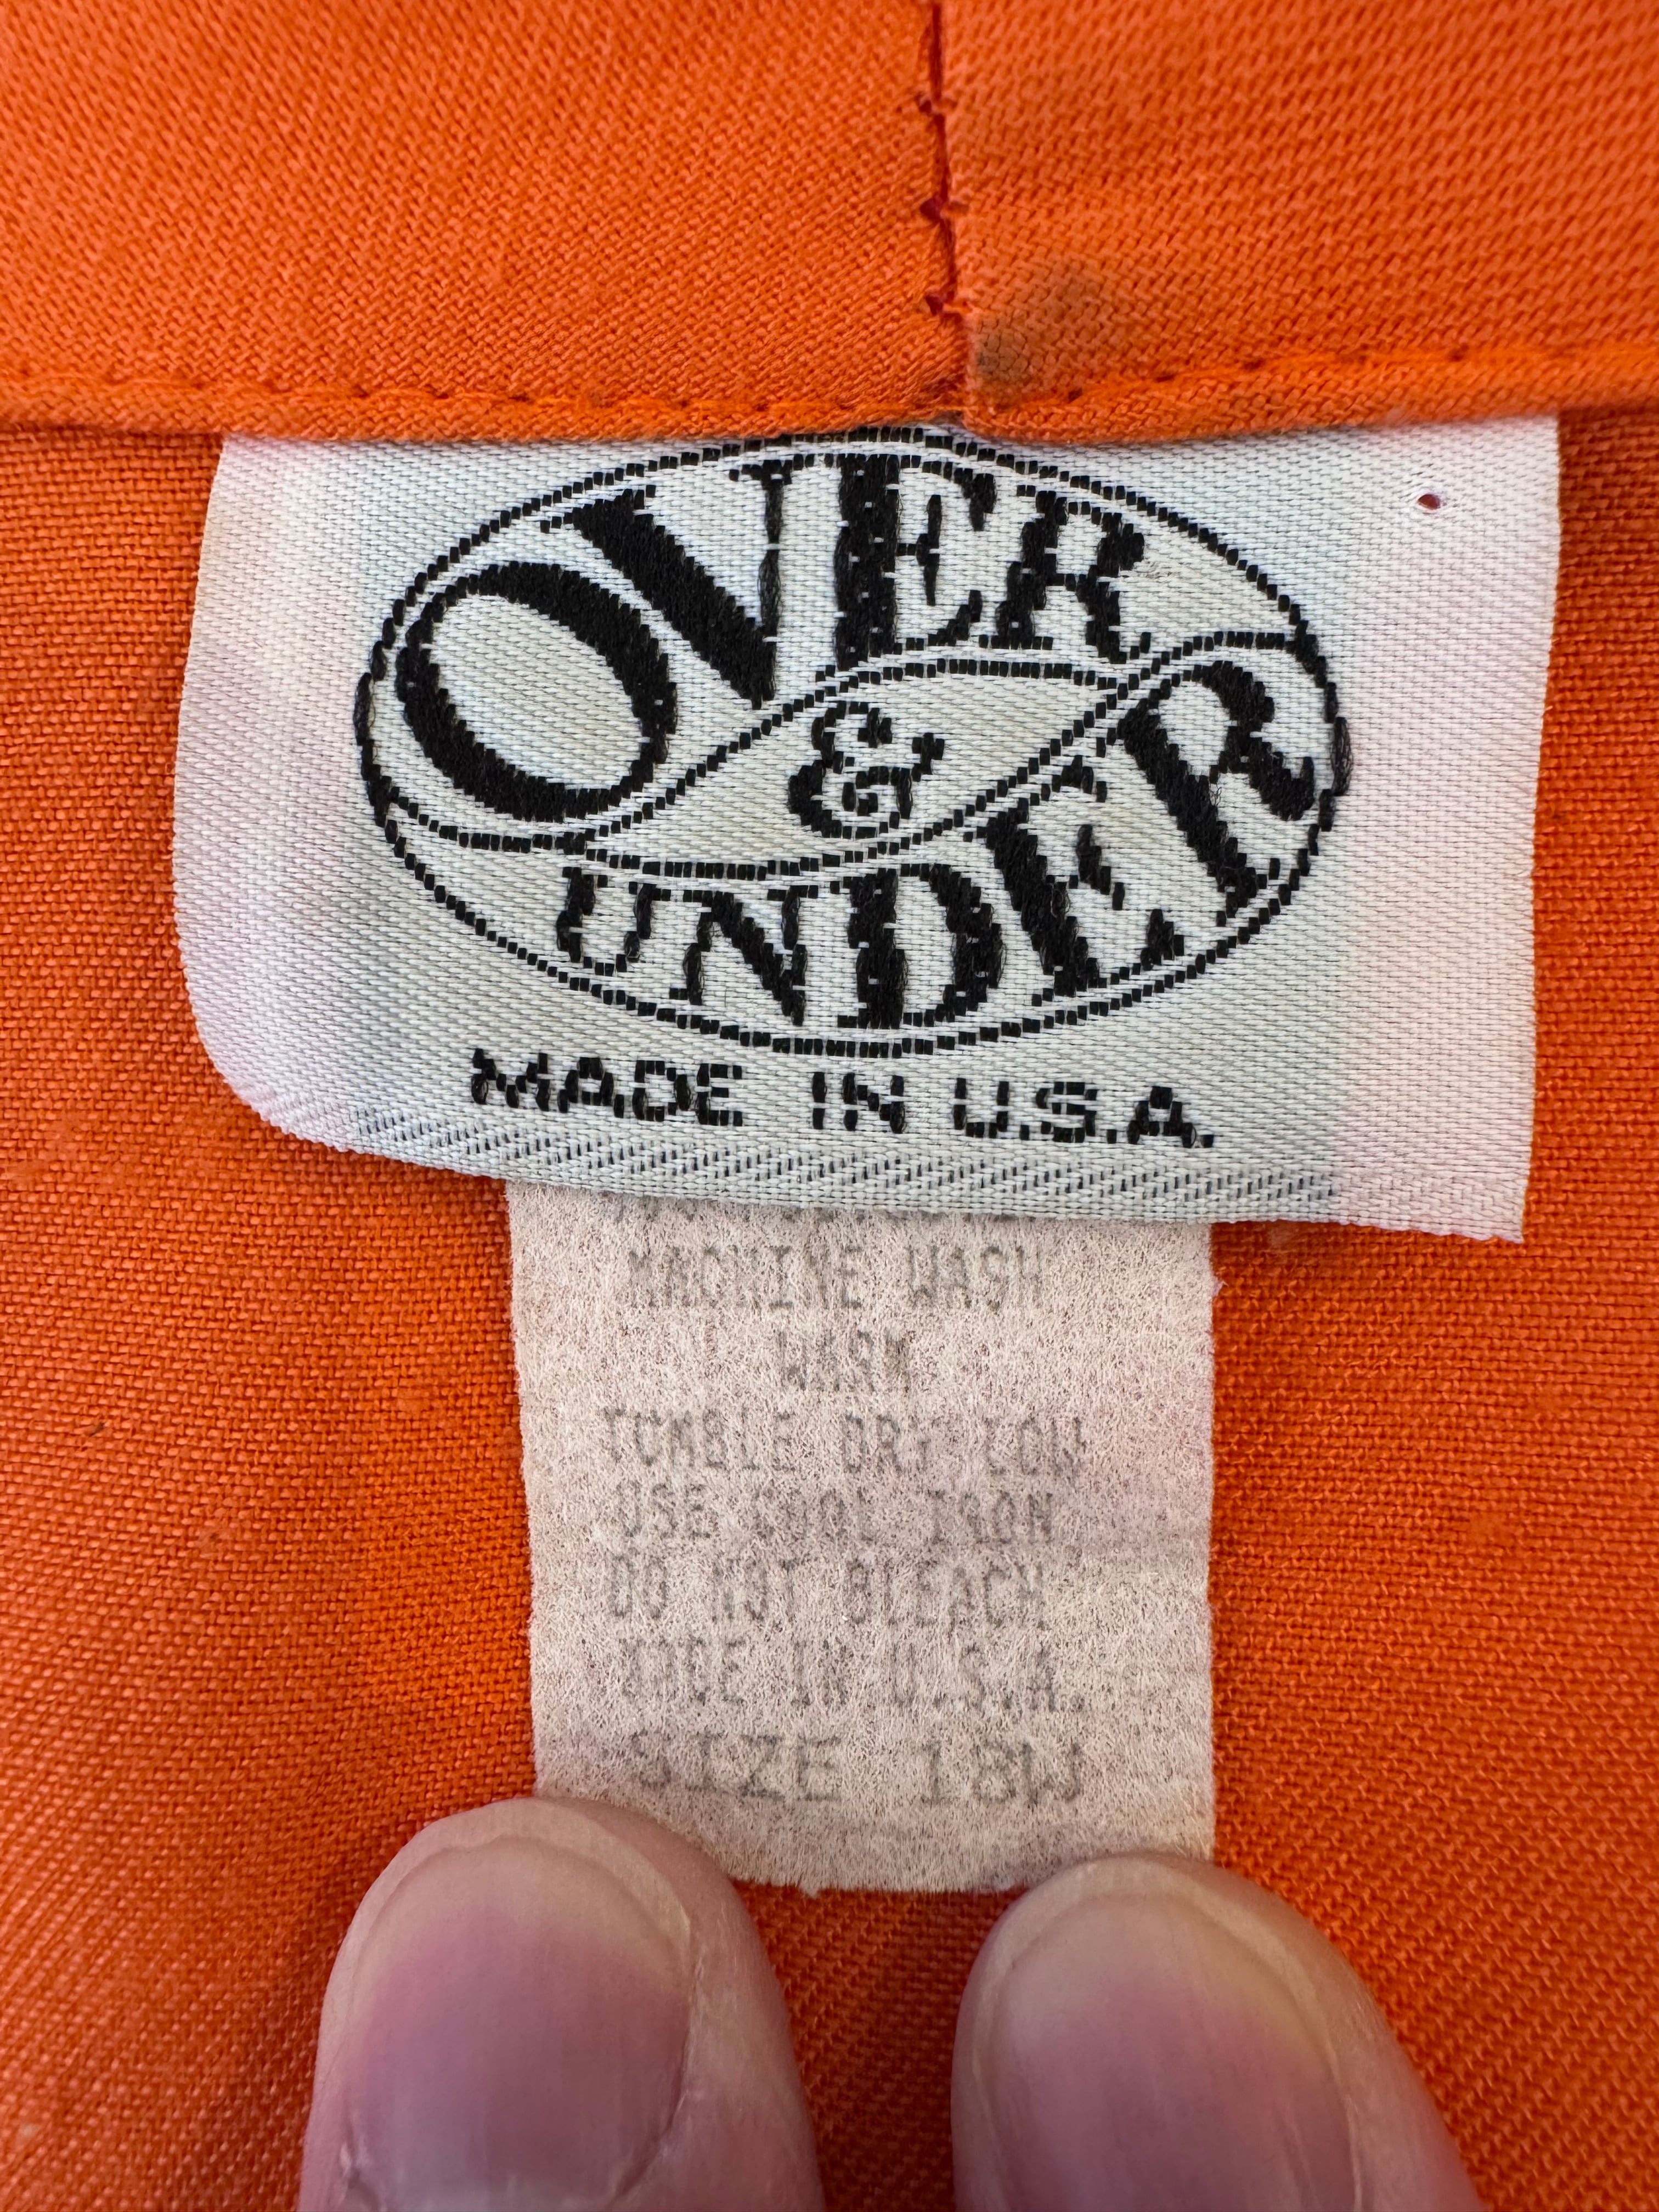 OVER
&
UNDER
MADE IN U.S.A.
MACHINE WASH
WARM
TUMBLE DRY LOW
USE COOL IRON
DO NOT BLEACH
MADE IN U.S.A.
SIZE 18W